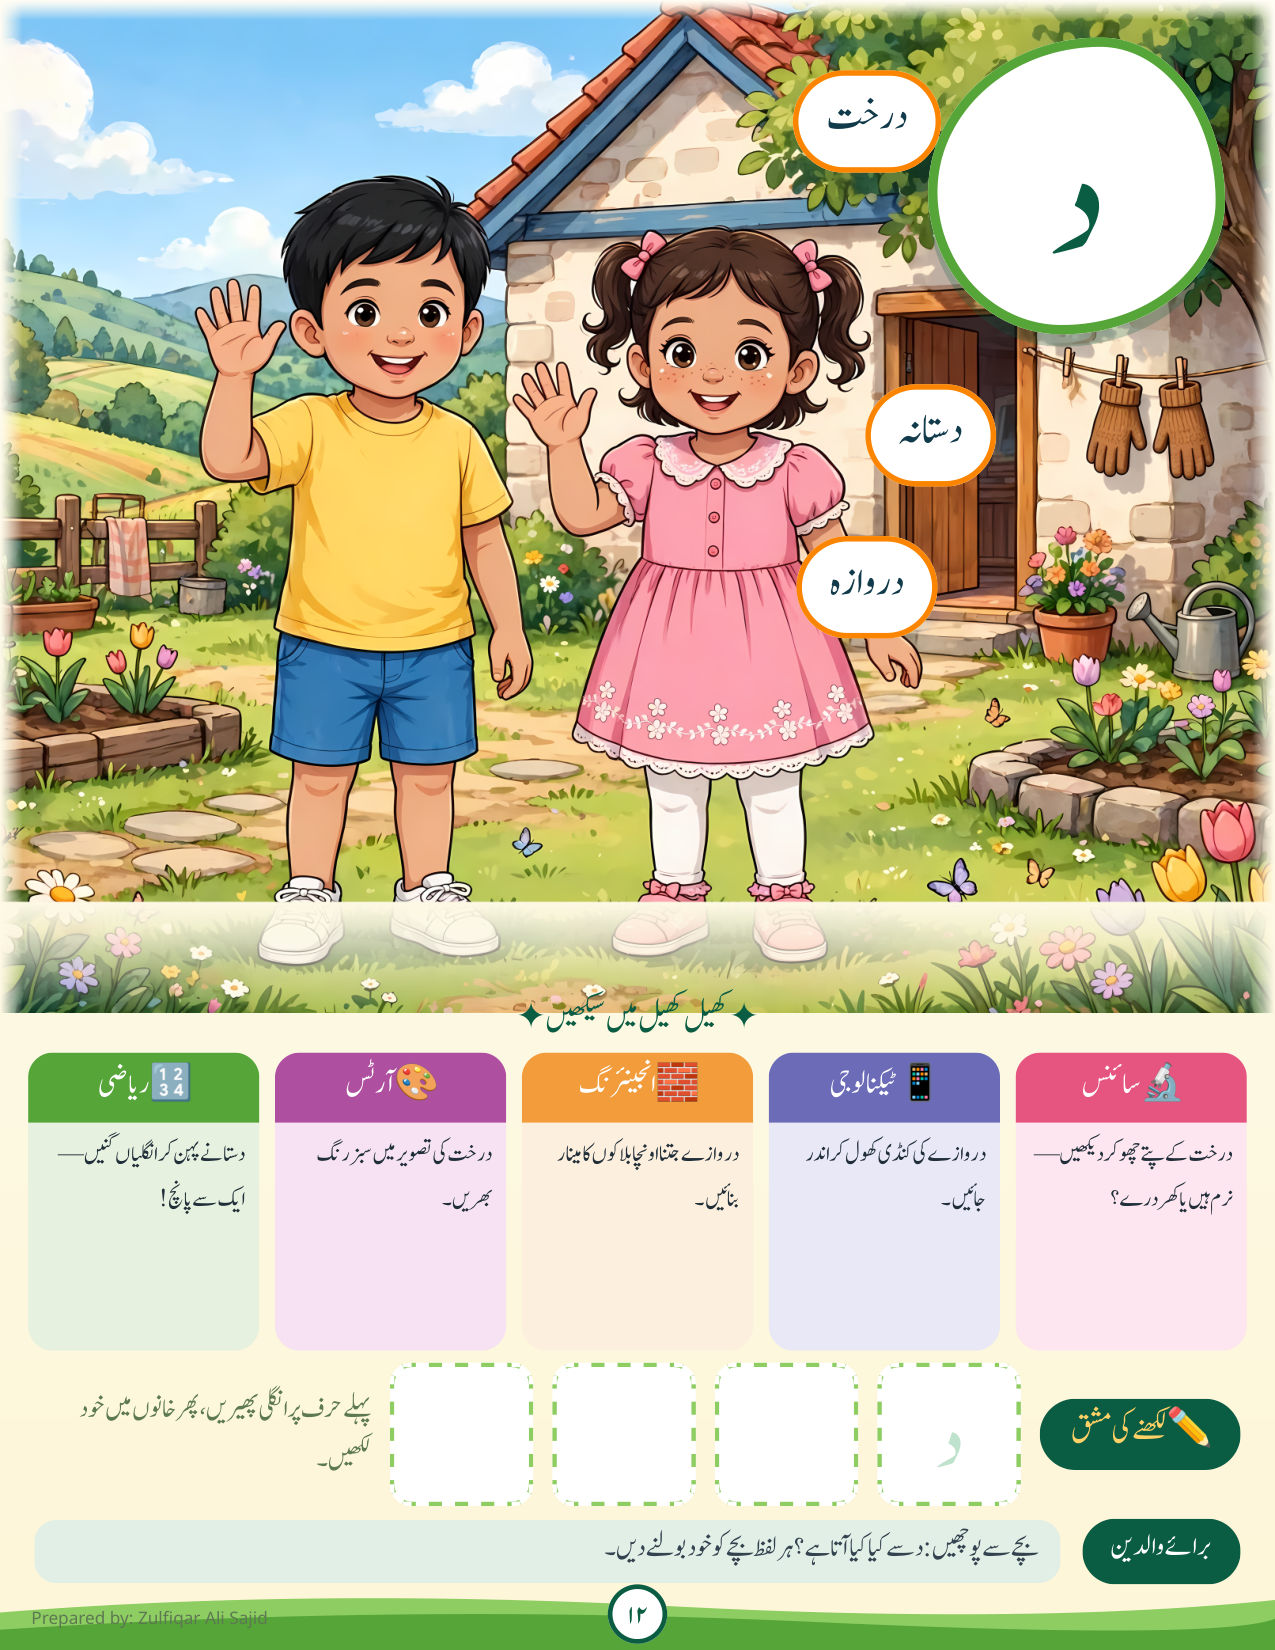 درخت
د
دستانہ
دروازہ
✦ کھیل کھیل میں سیکھیں ✦
🔬 سائنس
درخت کے پتے چھو کر دیکھیں —
نرم ہیں یا کھردرے؟
📱 ٹیکنالوجی
دروازے کی کنڈی کھول کر اندر
جائیں۔
🧱 انجینئرنگ
دروازے جتنا اونچا بلاکوں کا مینار
بنائیں۔
🎨 آرٹس
درخت کی تصویر میں سبز رنگ
بھریں۔
🔢 ریاضی
دستانے پہن کر انگلیاں گنیں —
ایک سے پانچ!
✏️ لکھنے کی مشق
د
پہلے حرف پر انگلی پھیریں، پھر خانوں میں خود
لکھیں۔
برائے والدین
بچے سے پوچھیں: د سے کیا کیا آتا ہے؟ ہر لفظ بچے کو خود بولنے دیں۔
۱۲
Prepared by: Zulfiqar Ali Sajid